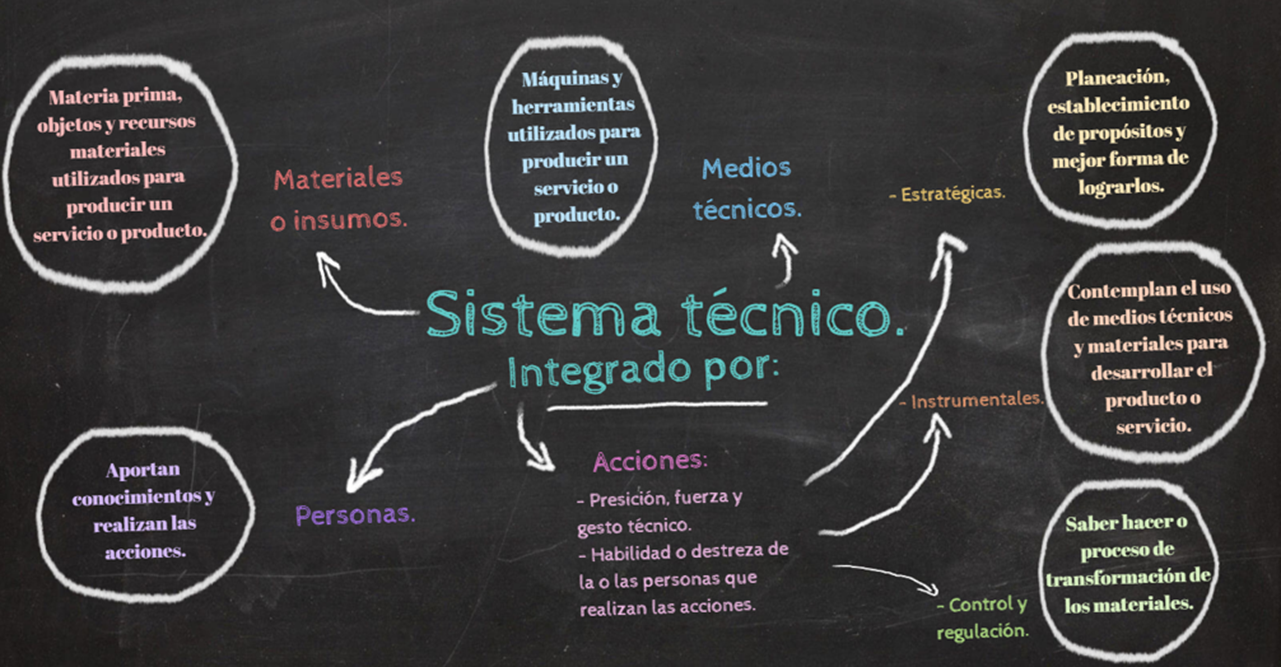 Materia prima,
objetos y recursos
materiales
utilizados para
producir un
servicio o producto.
Materiales
o insumos.
Máquinas y
herramientas
utilizados para
producir un
servicio o
producto.
Medios
técnicos.
- Estratégicas.
Planeación,
establecimiento
de propósitos y
mejor forma de
lograrlos.
Sistema técnico.
Integrado por:
- Instrumentales.
Contemplan el uso
de medios técnicos
y materiales para
desarrollar el
producto o
servicio.
Aportan
conocimientos y
realizan las
acciones.
Personas.
Acciones:
- Presición, fuerza y
gesto técnico.
- Habilidad o destreza de
la o las personas que
realizan las acciones.
- Control y
regulación.
Saber hacer o
proceso de
transformación de
los materiales.